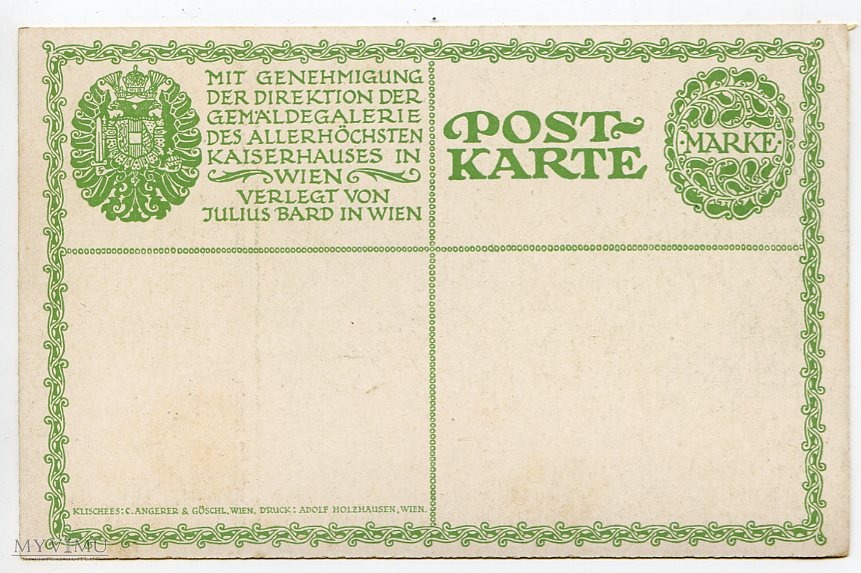 MIT GENEHMIGUNG
DER DIREKTION DER
GEMÄLDEGALERIE
DES ALLERHÖCHSTEN
KAISERHAUSES IN
WIEN
VERLEGT VON
JULIUS BARD IN WIEN
POST-
KARTE
·MARKE·
KLISCHEES: C. ANGERER & GÖSCHL, WIEN, DRUCK: ADOLF HOLZHAUSEN, WIEN.
MYVIMU